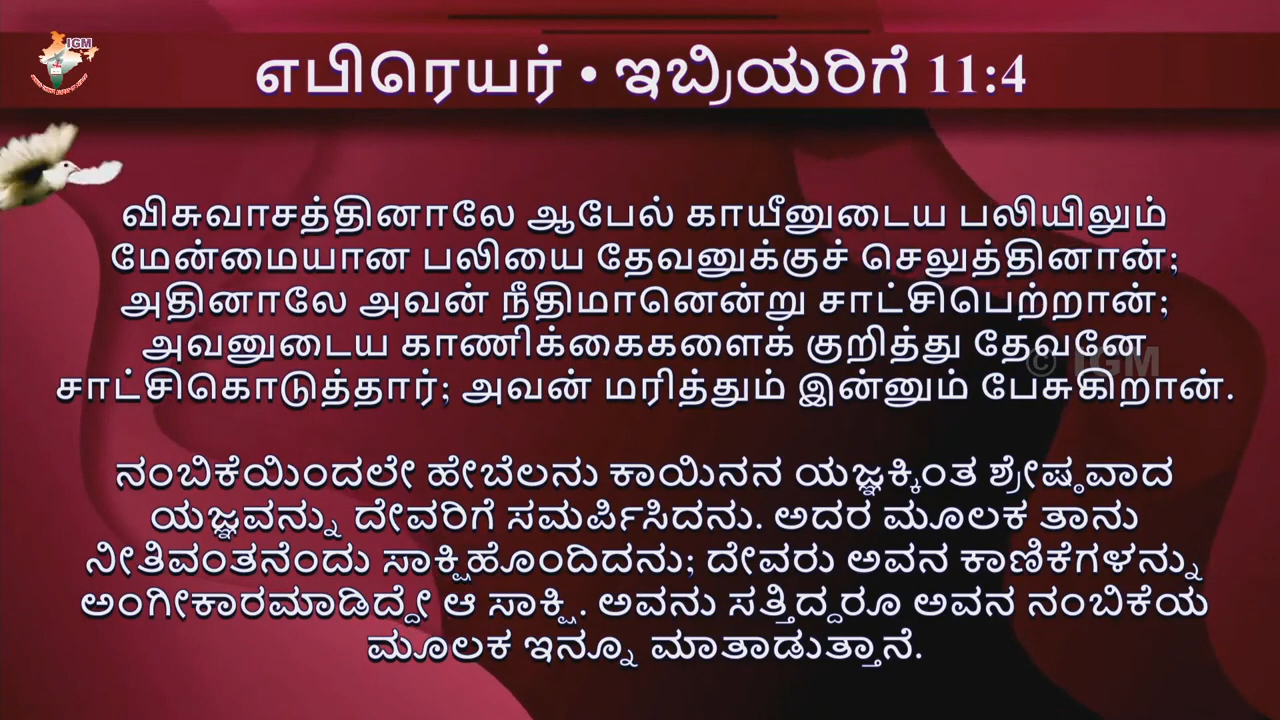 IGM
எபிரெயர் • ಇಬ್ರಿಯರಿಗೆ 11:4
விசுவாசத்தினாலே ஆபேல் காயீனுடைய பலியிலும்
மேன்மையான பலியை தேவனுக்குச் செலுத்தினான்;
அதினாலே அவன் நீதிமானென்று சாட்சிபெற்றான்;
அவனுடைய காணிக்கைகளைக் குறித்து தேவனே
© IGM
சாட்சிகொடுத்தார்; அவன் மரித்தும் இன்னும் பேசுகிறான்.
ನಂಬಿಕೆಯಿಂದಲೇ ಹೇಬೆಲನು ಕಾಯಿನನ ಯಜ್ಞಕ್ಕಿಂತ ಶ್ರೇಷ್ಠವಾದ
ಯಜ್ಞವನ್ನು ದೇವರಿಗೆ ಸಮರ್ಪಿಸಿದನು. ಅದರ ಮೂಲಕ ತಾನು
ನೀತಿವಂತನೆಂದು ಸಾಕ್ಷಿಹೊಂದಿದನು; ದೇವರು ಅವನ ಕಾಣಿಕೆಗಳನ್ನು
ಅಂಗೀಕಾರಮಾಡಿದ್ದೇ ಆ ಸಾಕ್ಷಿ. ಅವನು ಸತ್ತಿದ್ದರೂ ಅವನ ನಂಬಿಕೆಯ
ಮೂಲಕ ಇನ್ನೂ ಮಾತಾಡುತ್ತಾನೆ.